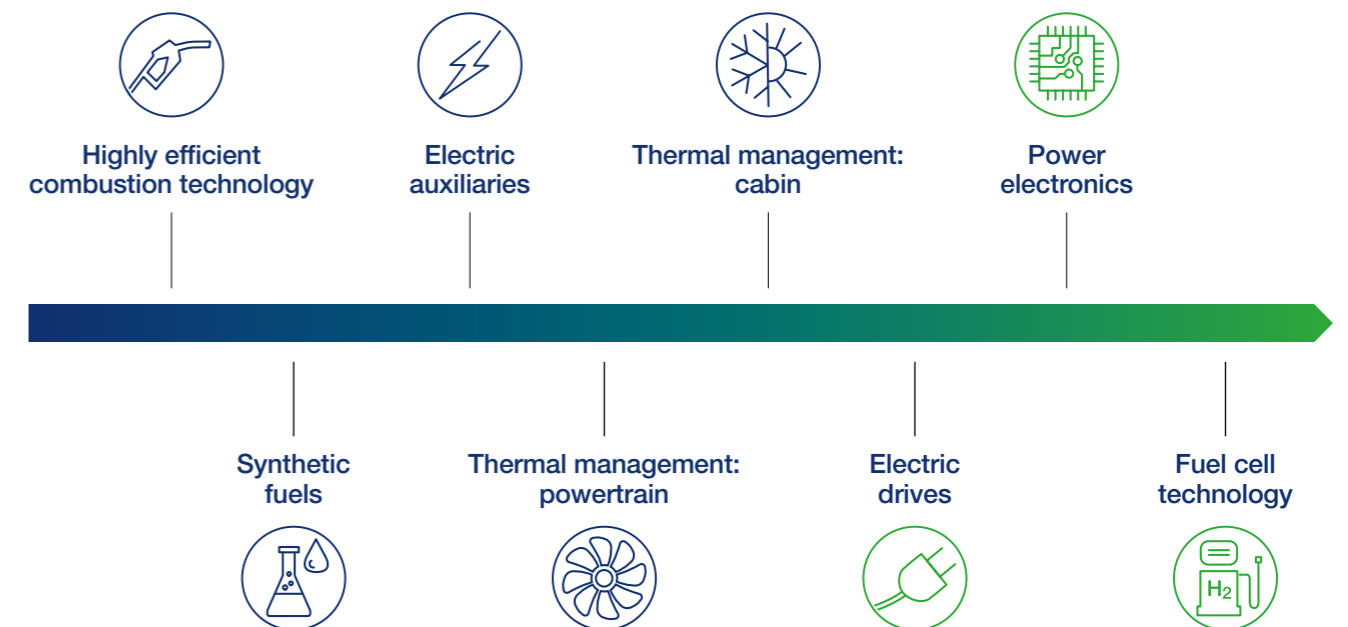 Highly efficient
combustion technology
Electric
auxiliaries
Thermal management:
cabin
Power
electronics
Synthetic
fuels
Thermal management:
powertrain
Electric
drives
Fuel cell
technology
H₂